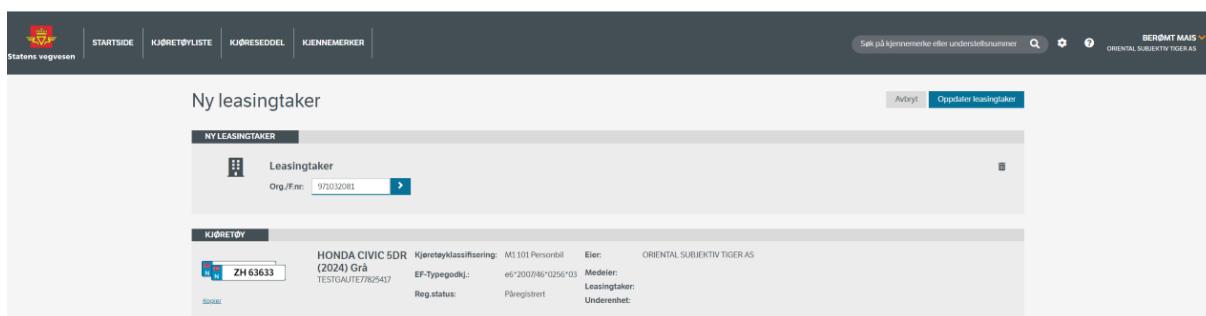 Statens vegvesen
STARTSIDE KJØRETØYLISTE KJØRESEDDEL KJENNEMERKER
Søk på kjennemerke eller understellsnummer
BERØMT MAIS
ORIENTAL SUBJEKTIV TIGER AS
Ny leasingtaker
Avbryt Oppdater leasingtaker
NY LEASINGTAKER
Leasingtaker
Org./F.nr: 971032081
KJØRETØY
N N ZH 63633
Kopier
HONDA CIVIC 5DR
(2024) Grå
TESTGAUTE77825417
Kjøretøyklassifisering: M1 101 Personbil
EF-Typegodkj.: e6*2007/46*0256*03
Reg.status: Påregistrert
Eier: ORIENTAL SUBJEKTIV TIGER AS
Medeier:
Leasingtaker:
Underenhet: